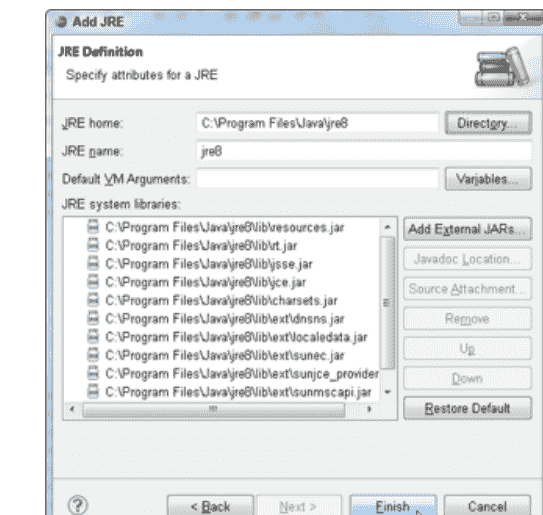 Add JRE
JRE Definition
Specify attributes for a JRE
JRE home: C:\Program Files\Java\jre8 Directory...
JRE name: jre8
Default VM Arguments: Variables...
JRE system libraries:
C:\Program Files\Java\jre8\lib\resources.jar
C:\Program Files\Java\jre8\lib\rt.jar
C:\Program Files\Java\jre8\lib\jsse.jar
C:\Program Files\Java\jre8\lib\jce.jar
C:\Program Files\Java\jre8\lib\charsets.jar
C:\Program Files\Java\jre8\lib\ext\dnsns.jar
C:\Program Files\Java\jre8\lib\ext\localedata.jar
C:\Program Files\Java\jre8\lib\ext\sunec.jar
C:\Program Files\Java\jre8\lib\ext\sunjce_provider
C:\Program Files\Java\jre8\lib\ext\sunmscapi.jar
Add External JARs...
Javadoc Location...
Source Attachment...
Remove
Up
Down
Restore Default
? < Back Next > Finish Cancel